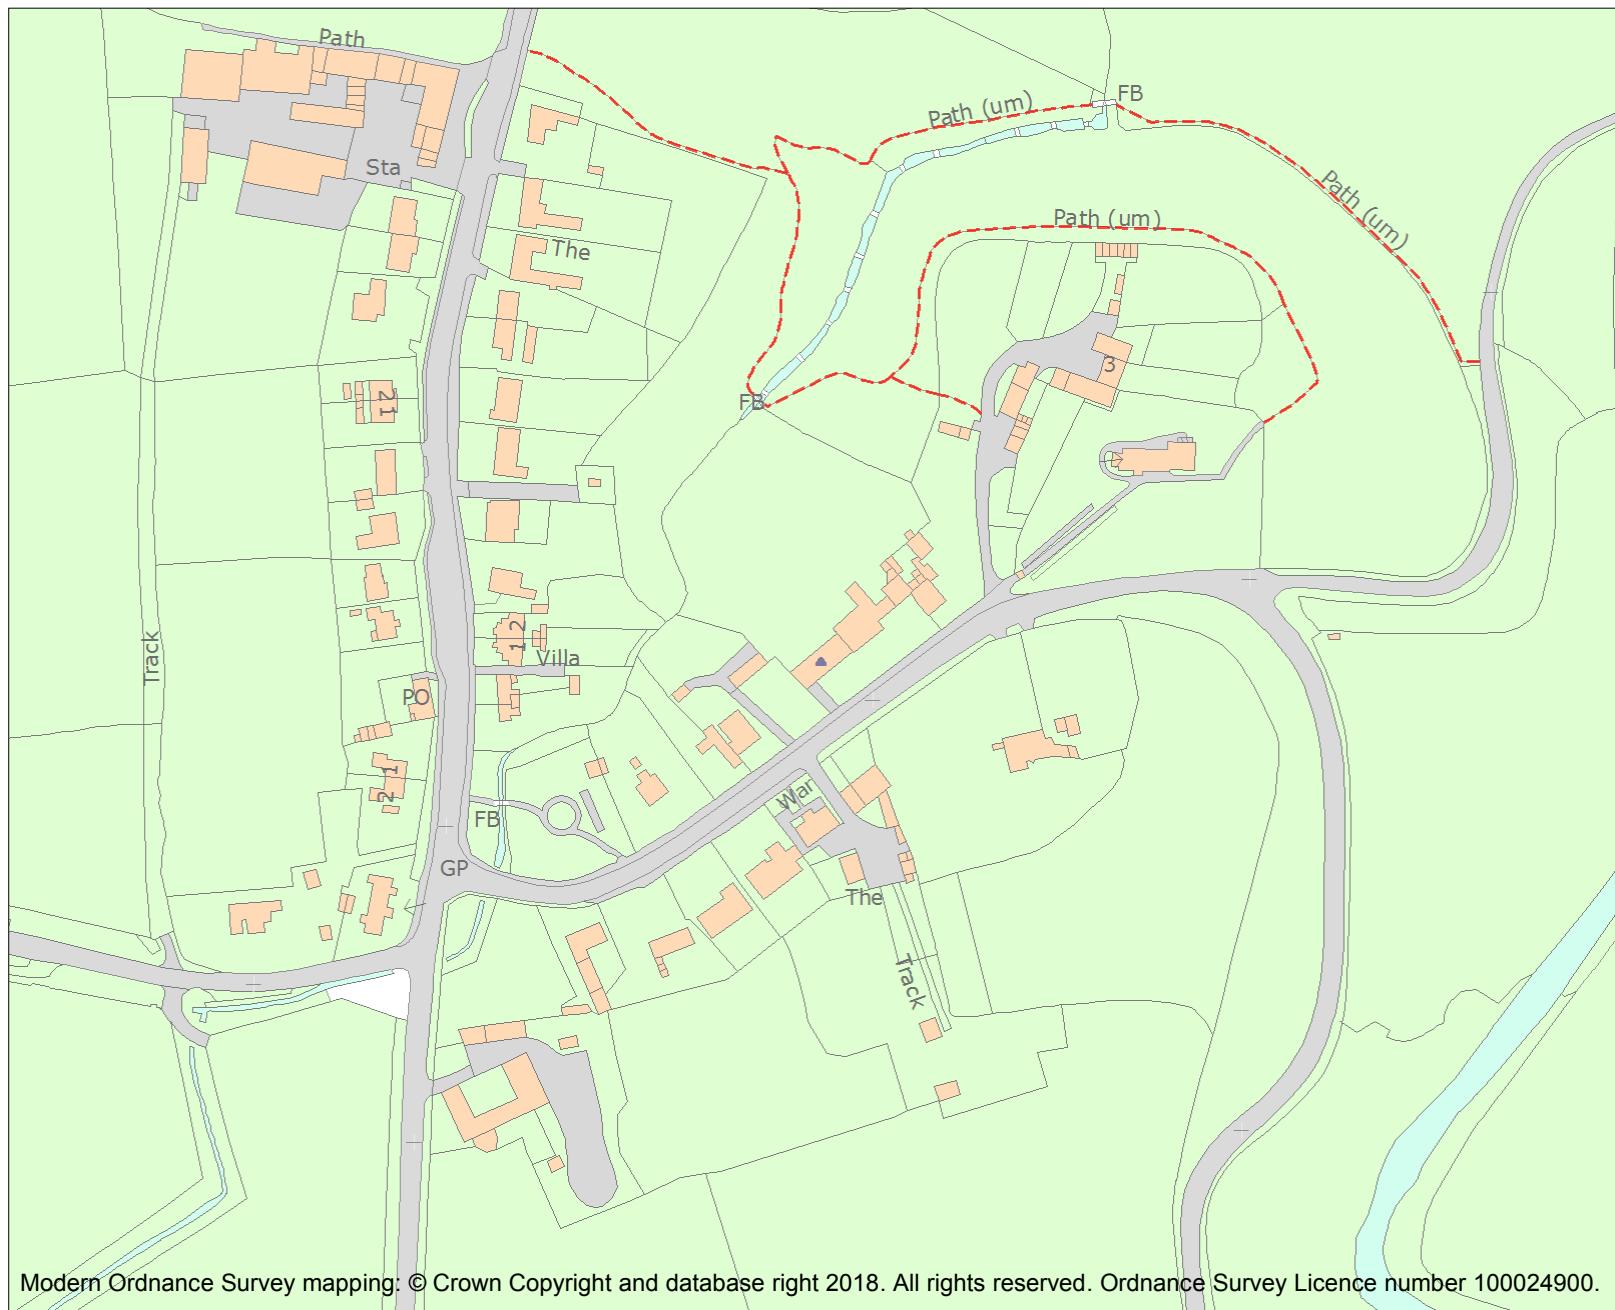 Path
FB
Path (um)
Sta
Path (um)
Path (um)
The
3
FB
21
12
Villa
Track
PO
1
2
War
FB
GP
The
Track
Modern Ordnance Survey mapping: © Crown Copyright and database right 2018. All rights reserved. Ordnance Survey Licence number 100024900.